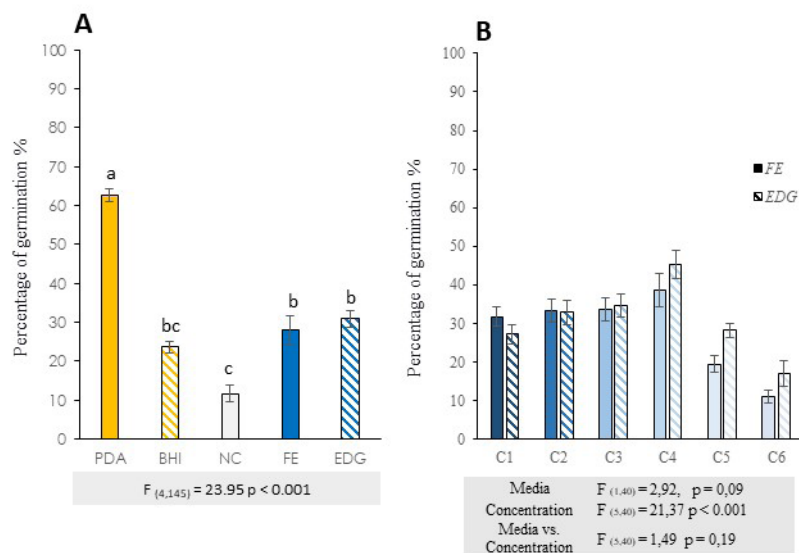 A
Percentage of germination %
100
90
80
70
60
50
40
30
20
10
0
a
bc
c
b
b
PDA BHI NC FE EDG
F (4,145) = 23.95 p < 0.001
B
Percentage of germination %
100
90
80
70
60
50
40
30
20
10
0
FE
EDG
C1 C2 C3 C4 C5 C6
Media F (1,40) = 2,92, p = 0,09
Concentration F (5,40) = 21,37 p < 0.001
Media vs.
Concentration F (5,40) = 1,49 p = 0,19